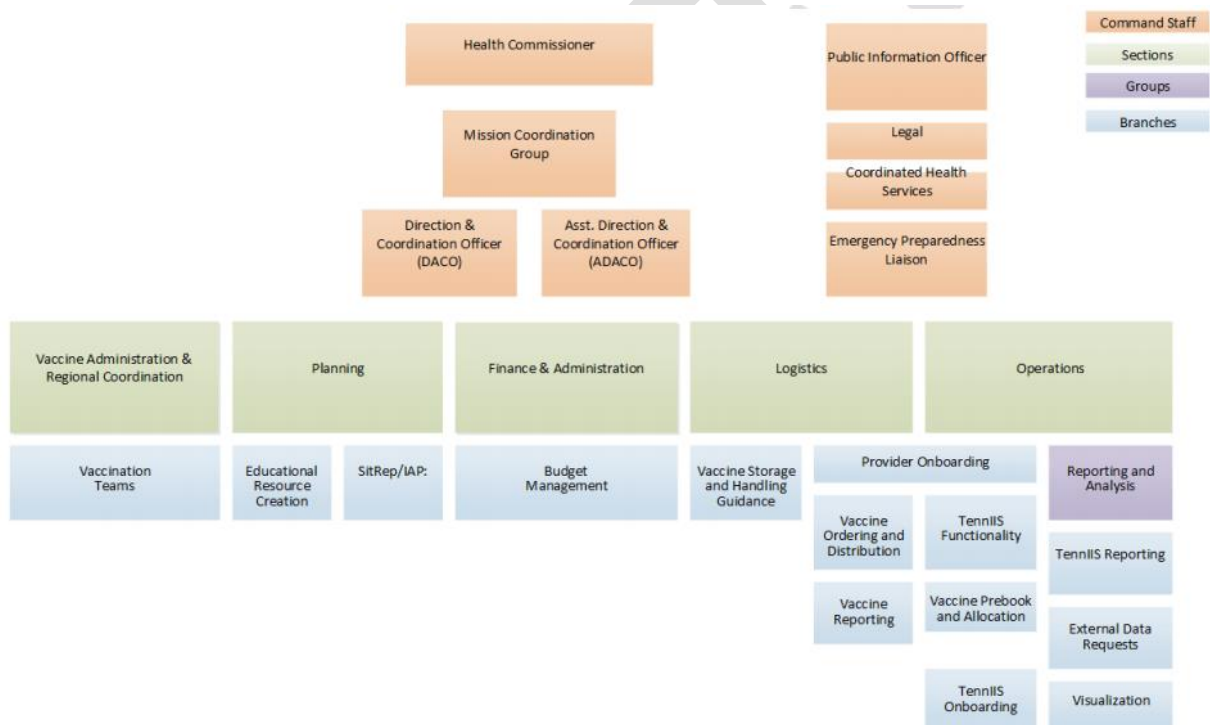 Health Commissioner
Public Information Officer
Command Staff
Sections
Groups
Branches
Mission Coordination
Group
Legal
Coordinated Health
Services
Direction &
Coordination Officer
(DACO)
Asst. Direction &
Coordination Officer
(ADACO)
Emergency Preparedness
Liaison
Vaccine Administration &
Regional Coordination
Planning
Finance & Administration
Logistics
Operations
Vaccination
Teams
Educational
Resource
Creation
SitRep/IAP:
Budget
Management
Vaccine Storage
and Handling
Guidance
Provider Onboarding
Reporting and
Analysis
Vaccine
Ordering and
Distribution
TennIIS
Functionality
TennIIS Reporting
Vaccine
Reporting
Vaccine Prebook
and Allocation
External Data
Requests
TennIIS
Onboarding
Visualization